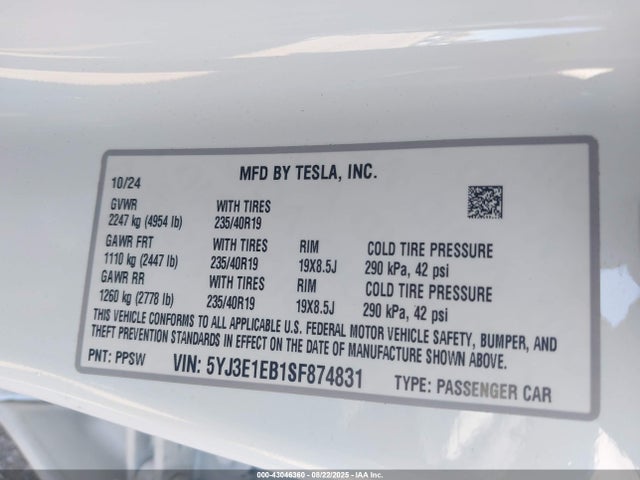 MFD BY TESLA, INC.
10/24
GVWR WITH TIRES
2247 kg (4954 lb) 235/40R19
GAWR FRT WITH TIRES RIM COLD TIRE PRESSURE
1110 kg (2447 lb) 235/40R19 19X8.5J 290 kPa, 42 psi
GAWR RR WITH TIRES RIM COLD TIRE PRESSURE
1260 kg (2778 lb) 235/40R19 19X8.5J 290 kPa, 42 psi
THIS VEHICLE CONFORMS TO ALL APPLICABLE U.S. FEDERAL MOTOR VEHICLE SAFETY, BUMPER, AND
THEFT PREVENTION STANDARDS IN EFFECT ON THE DATE OF MANUFACTURE SHOWN ABOVE.
PNT: PPSW VIN: 5YJ3E1EB1SF874831 TYPE: PASSENGER CAR
000-43046360 - 08/22/2025 - IAA Inc.